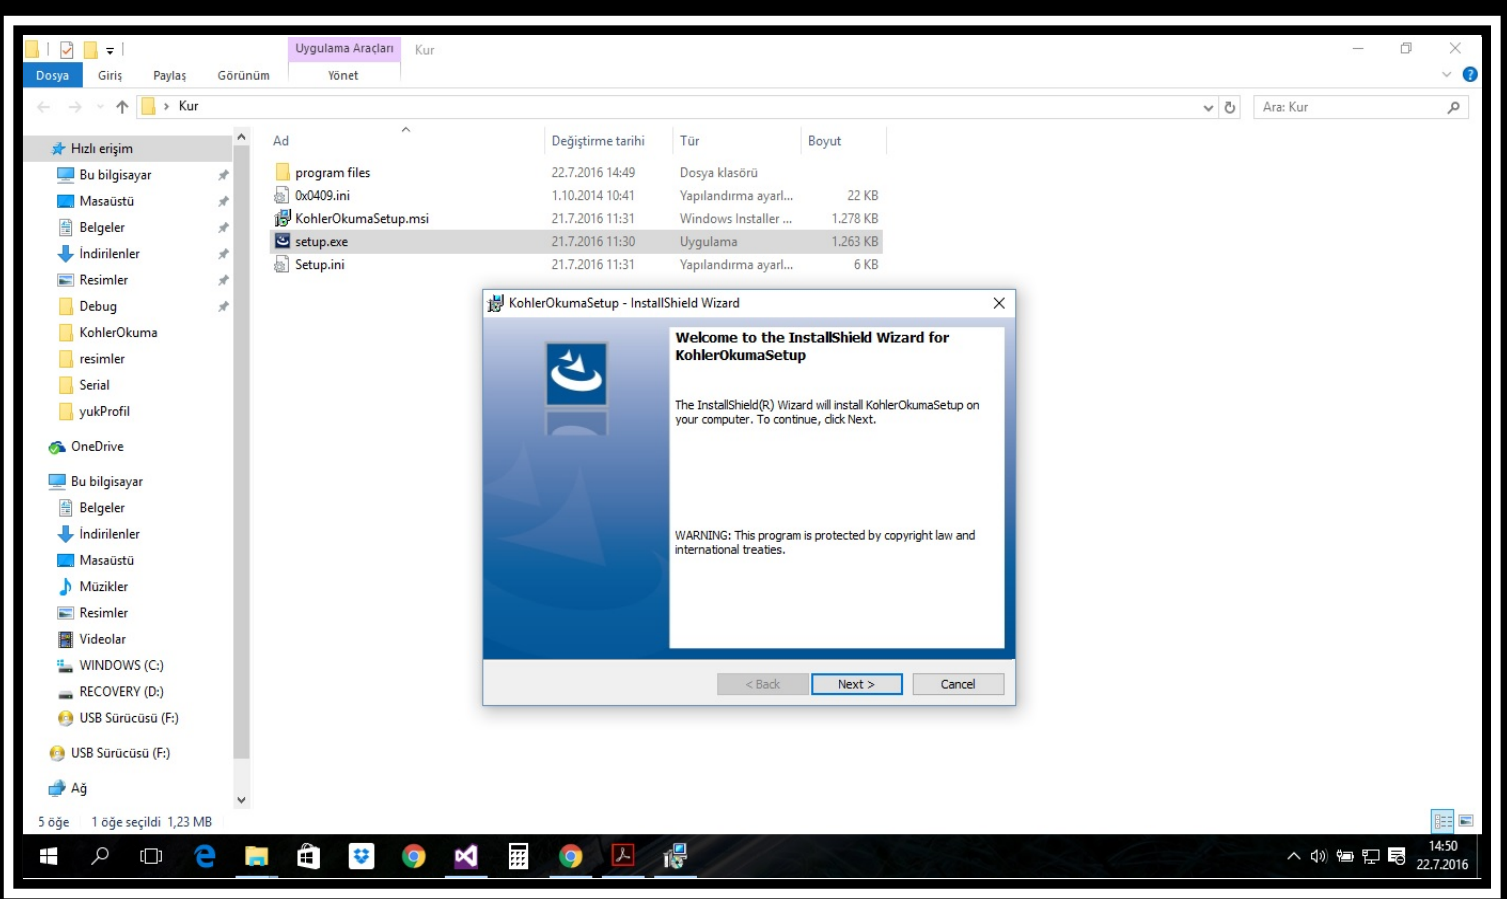 Uygulama Araçları
Kur
Dosya
Giriş
Paylaş
Görünüm
Yönet
Kur
Ara: Kur
Hızlı erişim
Bu bilgisayar
Masaüstü
Belgeler
İndirilenler
Resimler
Debug
KohlerOkuma
resimler
Serial
yukProfil
OneDrive
Bu bilgisayar
Belgeler
İndirilenler
Masaüstü
Müzikler
Resimler
Videolar
WINDOWS (C:)
RECOVERY (D:)
USB Sürücüsü (F:)
USB Sürücüsü (F:)
Ağ
Ad Değiştirme tarihi Tür Boyut
program files 22.7.2016 14:49 Dosya klasörü
0x0409.ini 1.10.2014 10:41 Yapılandırma ayarl... 22 KB
KohlerOkumaSetup.msi 21.7.2016 11:31 Windows Installer ... 1.278 KB
setup.exe 21.7.2016 11:30 Uygulama 1.263 KB
Setup.ini 21.7.2016 11:31 Yapılandırma ayarl... 6 KB
KohlerOkumaSetup - InstallShield Wizard
Welcome to the InstallShield Wizard for
KohlerOkumaSetup
The InstallShield(R) Wizard will install KohlerOkumaSetup on
your computer. To continue, click Next.
WARNING: This program is protected by copyright law and
international treaties.
< Back
Next >
Cancel
5 öğe 1 öğe seçildi 1,23 MB
14:50
22.7.2016